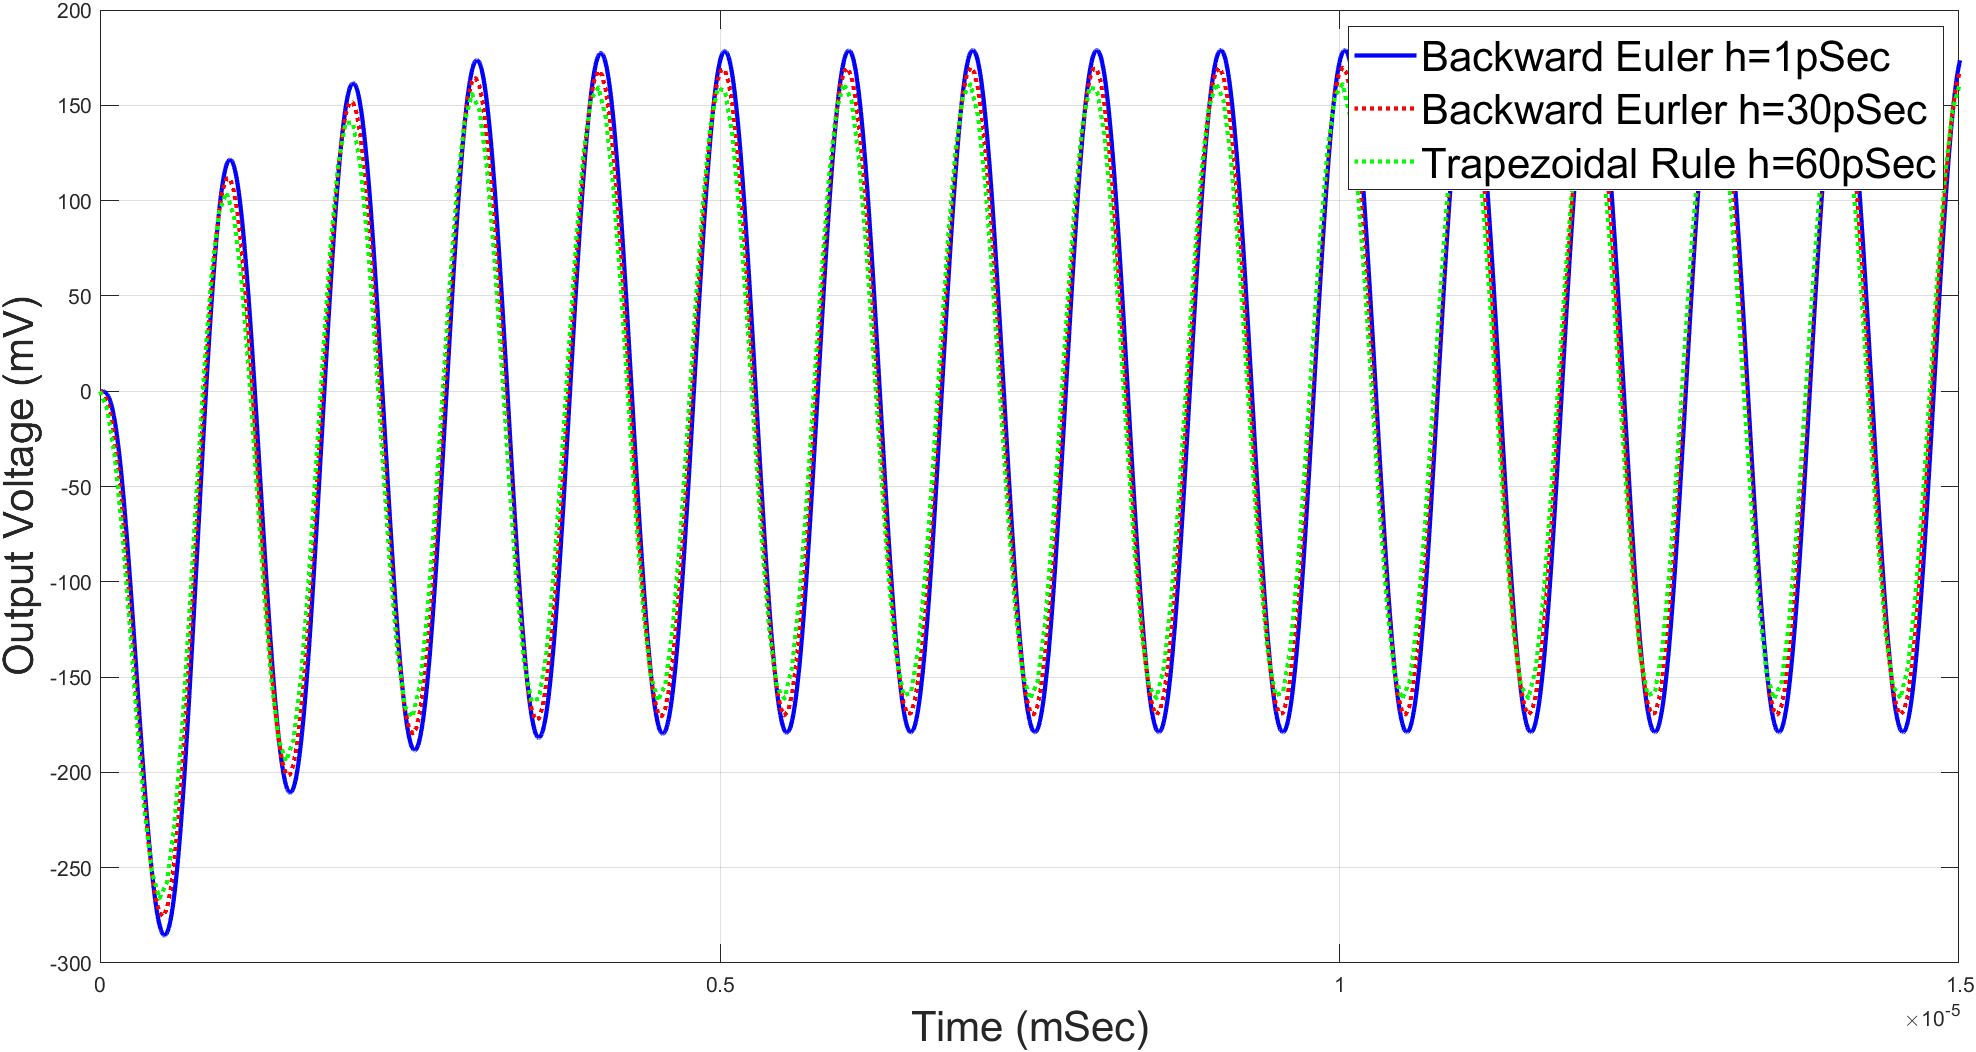 200
150
100
50
0
-50
-100
-150
-200
-250
-300
Output Voltage (mV)
Backward Euler h=1pSec
Backward Eurler h=30pSec
Trapezoidal Rule h=60pSec
0 0.5 1 1.5
×10-5
Time (mSec)